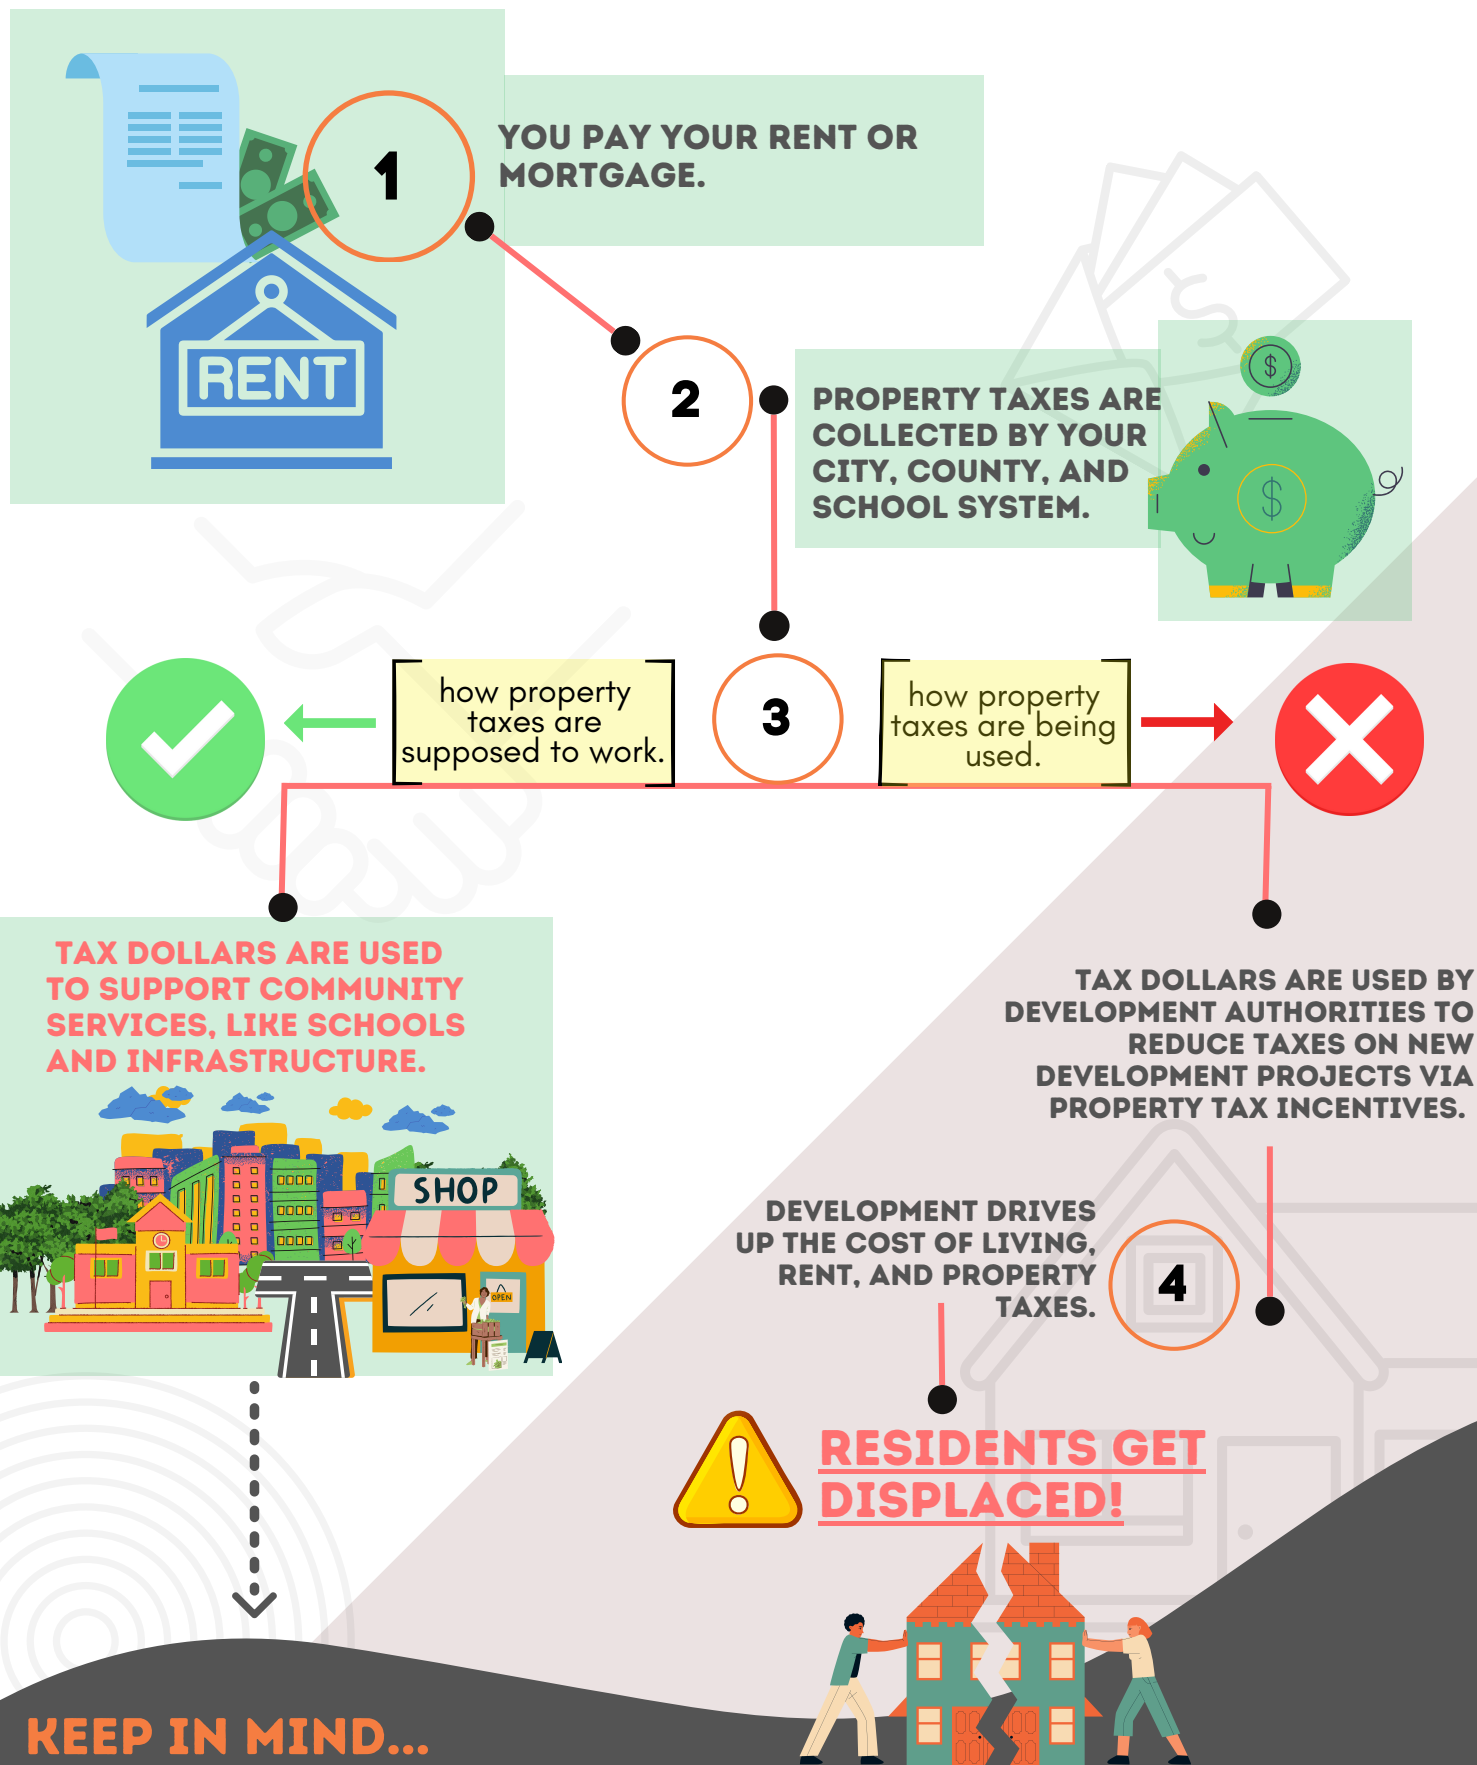 1
YOU PAY YOUR RENT OR
MORTGAGE.
RENT
2
PROPERTY TAXES ARE
COLLECTED BY YOUR
CITY, COUNTY, AND
SCHOOL SYSTEM.
$
$
how property
taxes are
supposed to work.
3
how property
taxes are being
used.
TAX DOLLARS ARE USED
TO SUPPORT COMMUNITY
SERVICES, LIKE SCHOOLS
AND INFRASTRUCTURE.
SHOP
OPEN
TAX DOLLARS ARE USED BY
DEVELOPMENT AUTHORITIES TO
REDUCE TAXES ON NEW
DEVELOPMENT PROJECTS VIA
PROPERTY TAX INCENTIVES.
DEVELOPMENT DRIVES
UP THE COST OF LIVING,
RENT, AND PROPERTY
TAXES.
4
RESIDENTS GET
DISPLACED!
KEEP IN MIND...